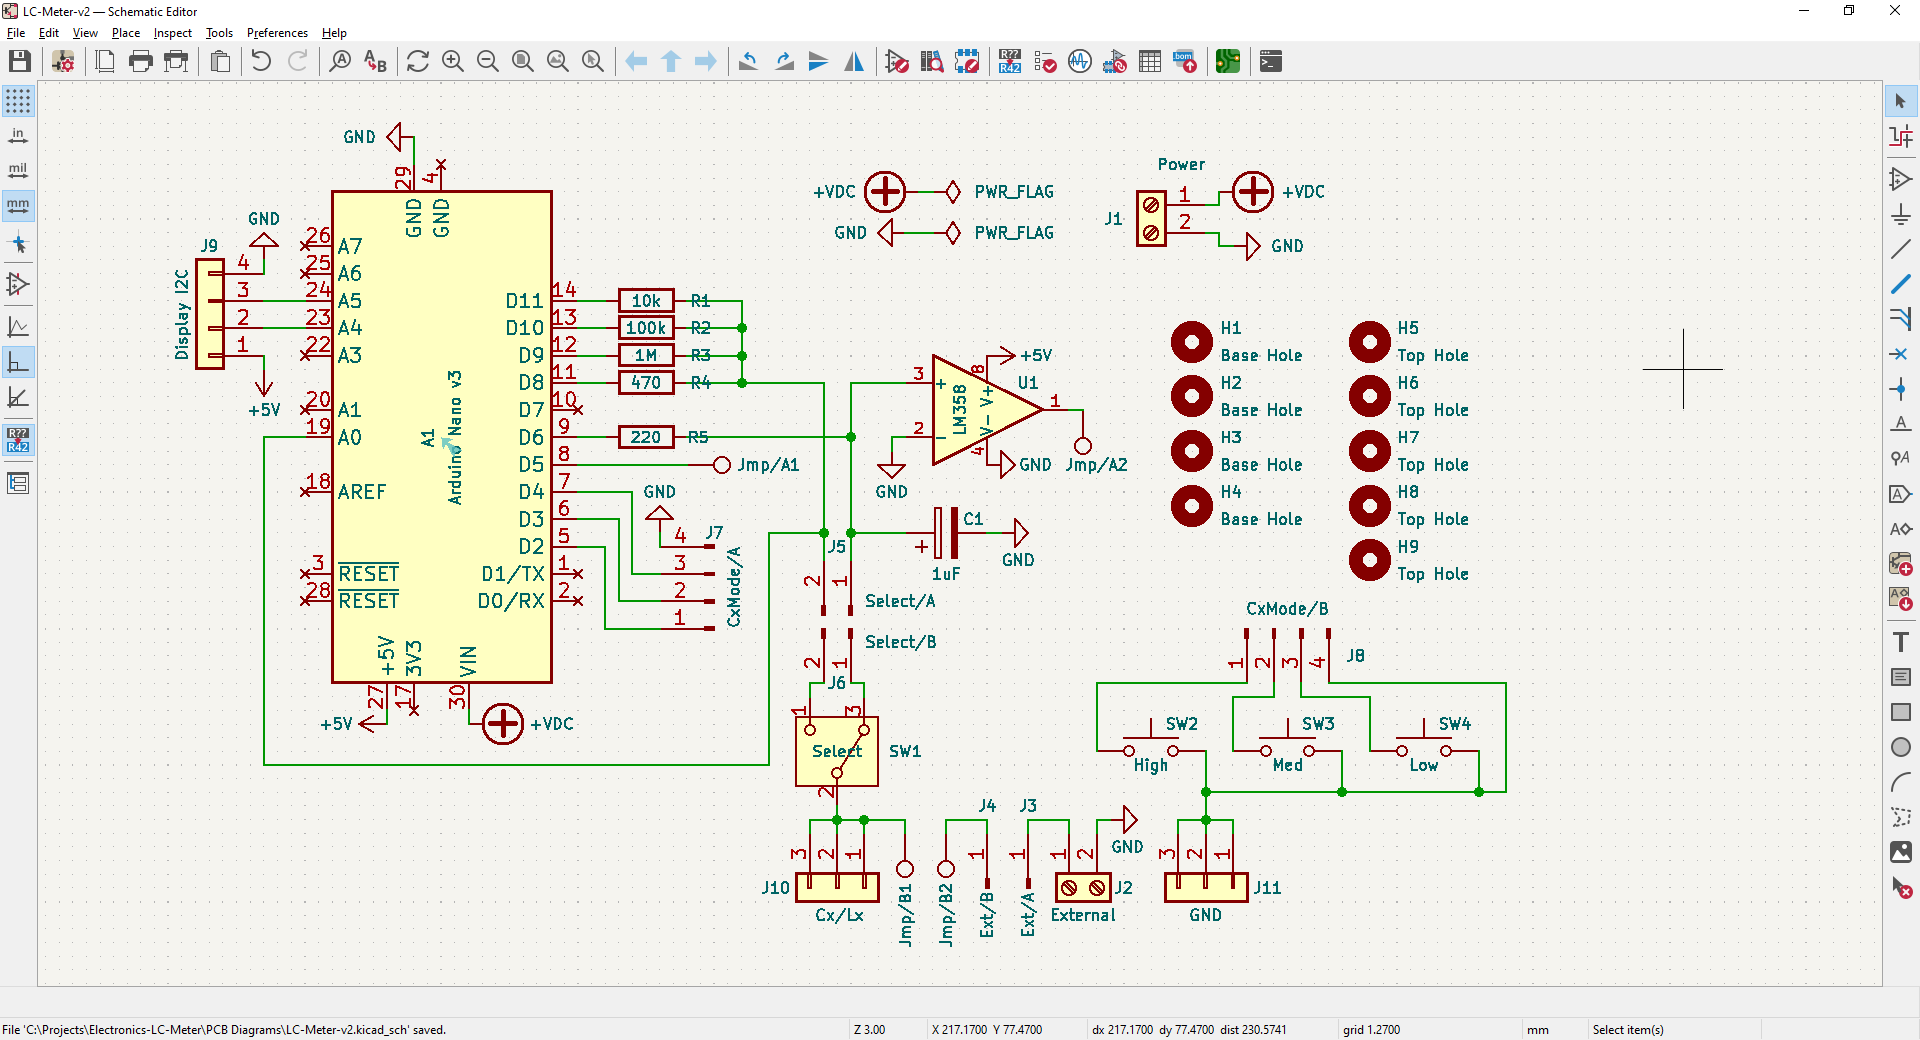 LC-Meter-v2 — Schematic Editor
File Edit View Place Inspect Tools Preferences Help
in
mil
mm
R??
R42
GND
29
4
GND
GND
Power
+VDC
PWR_FLAG
GND
PWR_FLAG
J1
1
2
+VDC
GND
GND
J9
Display I2C
4
3
2
1
+5V
26
A7
25
A6
24
A5
23
A4
22
A3
20
A1
19
A0
18
AREF
3
RESET
28
RESET
A1
Arduino Nano v3
D11
14
D10
13
D9
12
D8
11
D7
10
D6
9
D5
8
D4
7
D3
6
D2
5
D1/TX
1
D0/RX
2
+5V
3V3
VIN
27
17
30
+5V
+VDC
10k
R1
100k
R2
1M
R3
470
R4
220
R5
Jmp/A1
GND
J7
4
3
2
1
CxMode/A
3
2
+
-
LM358
V+
V-
8
4
+5V
U1
1
GND
GND
Jmp/A2
C1
+
1uF
GND
J5
2
1
Select/A
Select/B
2
1
J6
1
3
Select
SW1
2
J10
3
2
1
Cx/Lx
Jmp/B1
Jmp/B2
J4
1
Ext/B
J3
1
Ext/A
1
2
J2
External
GND
H1
Base Hole
H2
Base Hole
H3
Base Hole
H4
Base Hole
H5
Top Hole
H6
Top Hole
H7
Top Hole
H8
Top Hole
H9
Top Hole
CxMode/B
1
2
3
4
J8
SW2
High
SW3
Med
SW4
Low
3
2
1
J11
GND
File 'C:\Projects\Electronics-LC-Meter\PCB Diagrams\LC-Meter-v2.kicad_sch' saved.
Z 3.00
X 217.1700 Y 77.4700
dx 217.1700 dy 77.4700 dist 230.5741
grid 1.2700
mm
Select item(s)